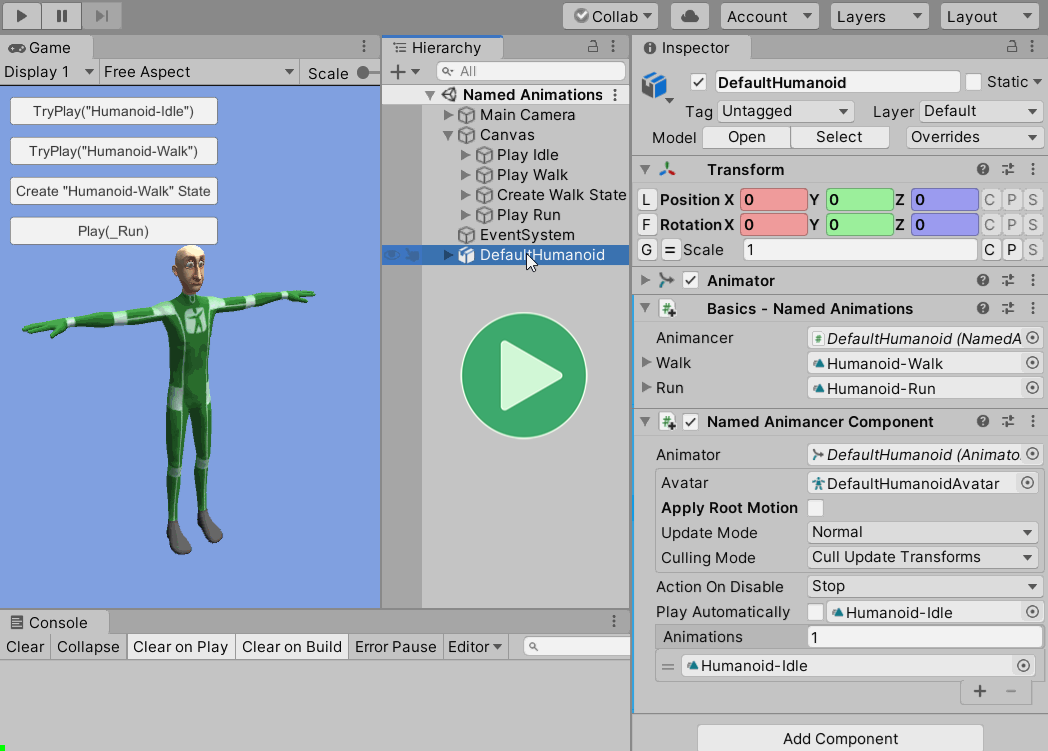 Collab
Account
Layers
Layout
Game
Display 1
Free Aspect
Scale
TryPlay("Humanoid-Idle")
TryPlay("Humanoid-Walk")
Create "Humanoid-Walk" State
Play(_Run)
Hierarchy
All
Named Animations
Main Camera
Canvas
Play Idle
Play Walk
Create Walk State
Play Run
EventSystem
DefaultHumanoid
Inspector
DefaultHumanoid
Static
Tag Untagged
Layer Default
Model Open Select Overrides
Transform
L Position X 0 Y 0 Z 0 C P S
F Rotation X 0 Y 0 Z 0 C P S
G = Scale 1 C P S
Animator
Basics - Named Animations
Animancer DefaultHumanoid (NamedA
Walk Humanoid-Walk
Run Humanoid-Run
Named Animancer Component
Animator DefaultHumanoid (Animato
Avatar DefaultHumanoidAvatar
Apply Root Motion
Update Mode Normal
Culling Mode Cull Update Transforms
Action On Disable Stop
Play Automatically Humanoid-Idle
Animations 1
= Humanoid-Idle
+ −
Add Component
Console
Clear Collapse Clear on Play Clear on Build Error Pause Editor